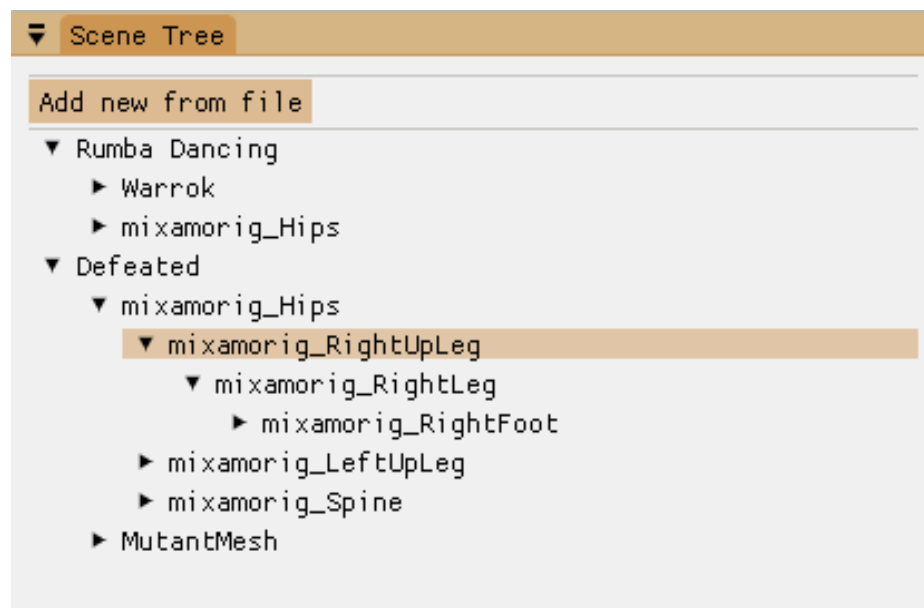 Scene Tree
Add new from file
Rumba Dancing
Warrok
mixamorig_Hips
Defeated
mixamorig_Hips
mixamorig_RightUpLeg
mixamorig_RightLeg
mixamorig_RightFoot
mixamorig_LeftUpLeg
mixamorig_Spine
MutantMesh